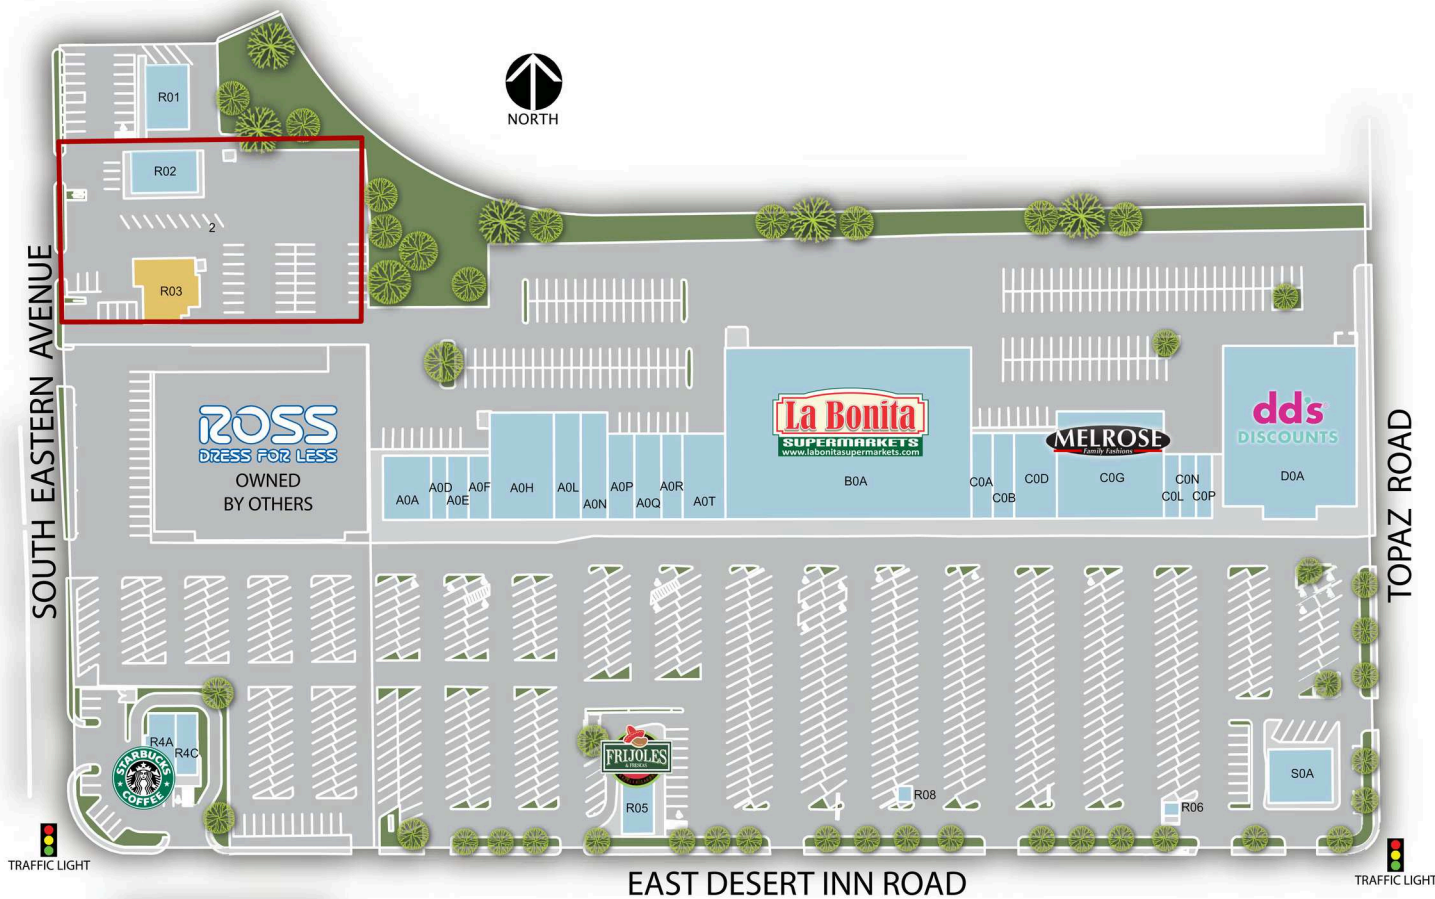 NORTH
R01
R02
2
R03
SOUTH EASTERN AVENUE
ROSS
DRESS FOR LESS
OWNED
BY OTHERS
A0A
A0D
A0E
A0F
A0H
A0L
A0N
A0P
A0Q
A0R
A0T
La Bonita
SUPERMARKETS
www.labonitasupermarkets.com
B0A
C0A
C0B
C0D
MELROSE
Family Fashions
C0G
C0L
C0N
C0P
dd's
DISCOUNTS
D0A
TOPAZ ROAD
R4A
R4C
STARBUCKS
COFFEE
FRIJOLES
R05
R08
R06
S0A
TRAFFIC LIGHT
EAST DESERT INN ROAD
TRAFFIC LIGHT